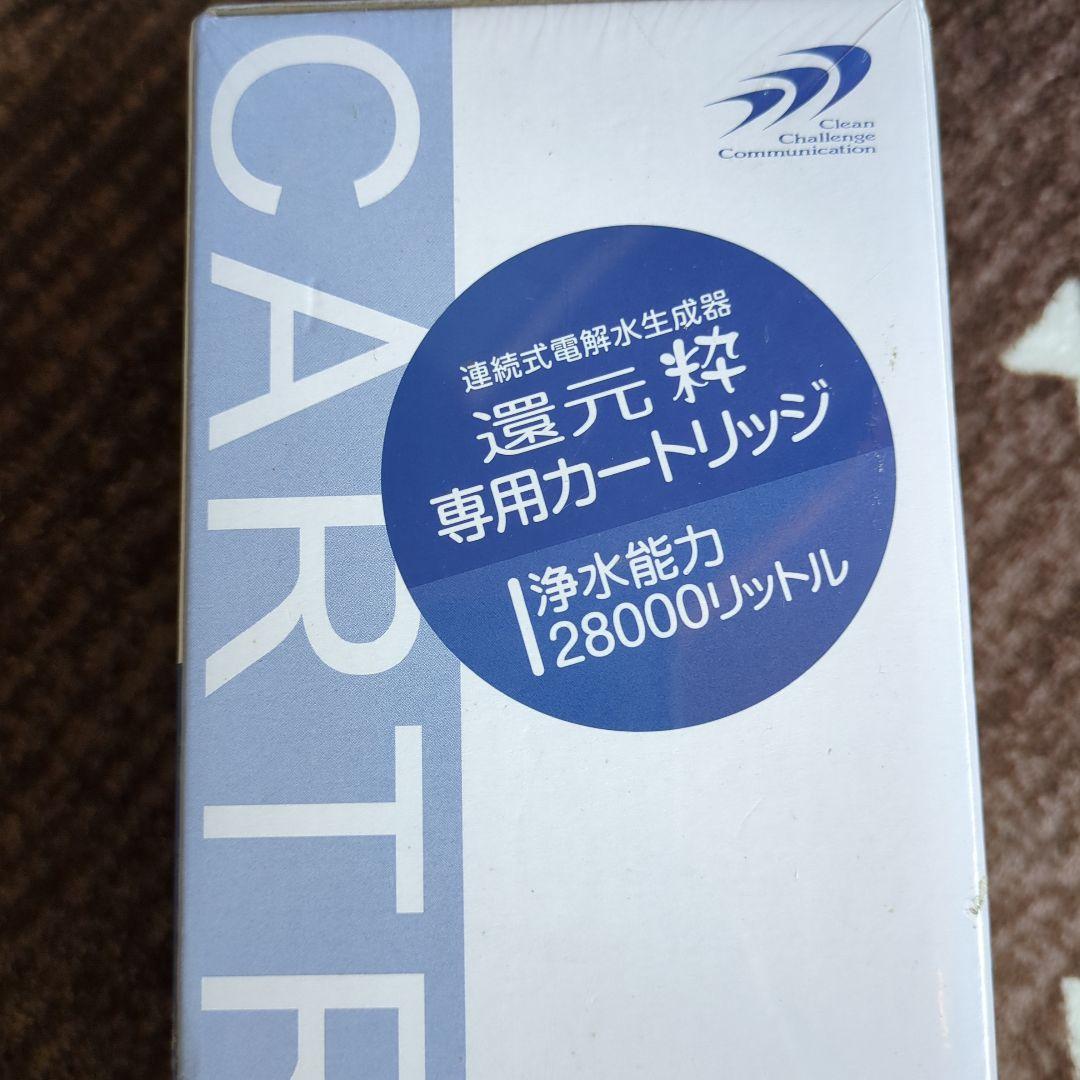 Clean
Challenge
Communication
連続式電解水生成器
還元粋
専用カートリッジ
浄水能力
28000リットル
CARTR